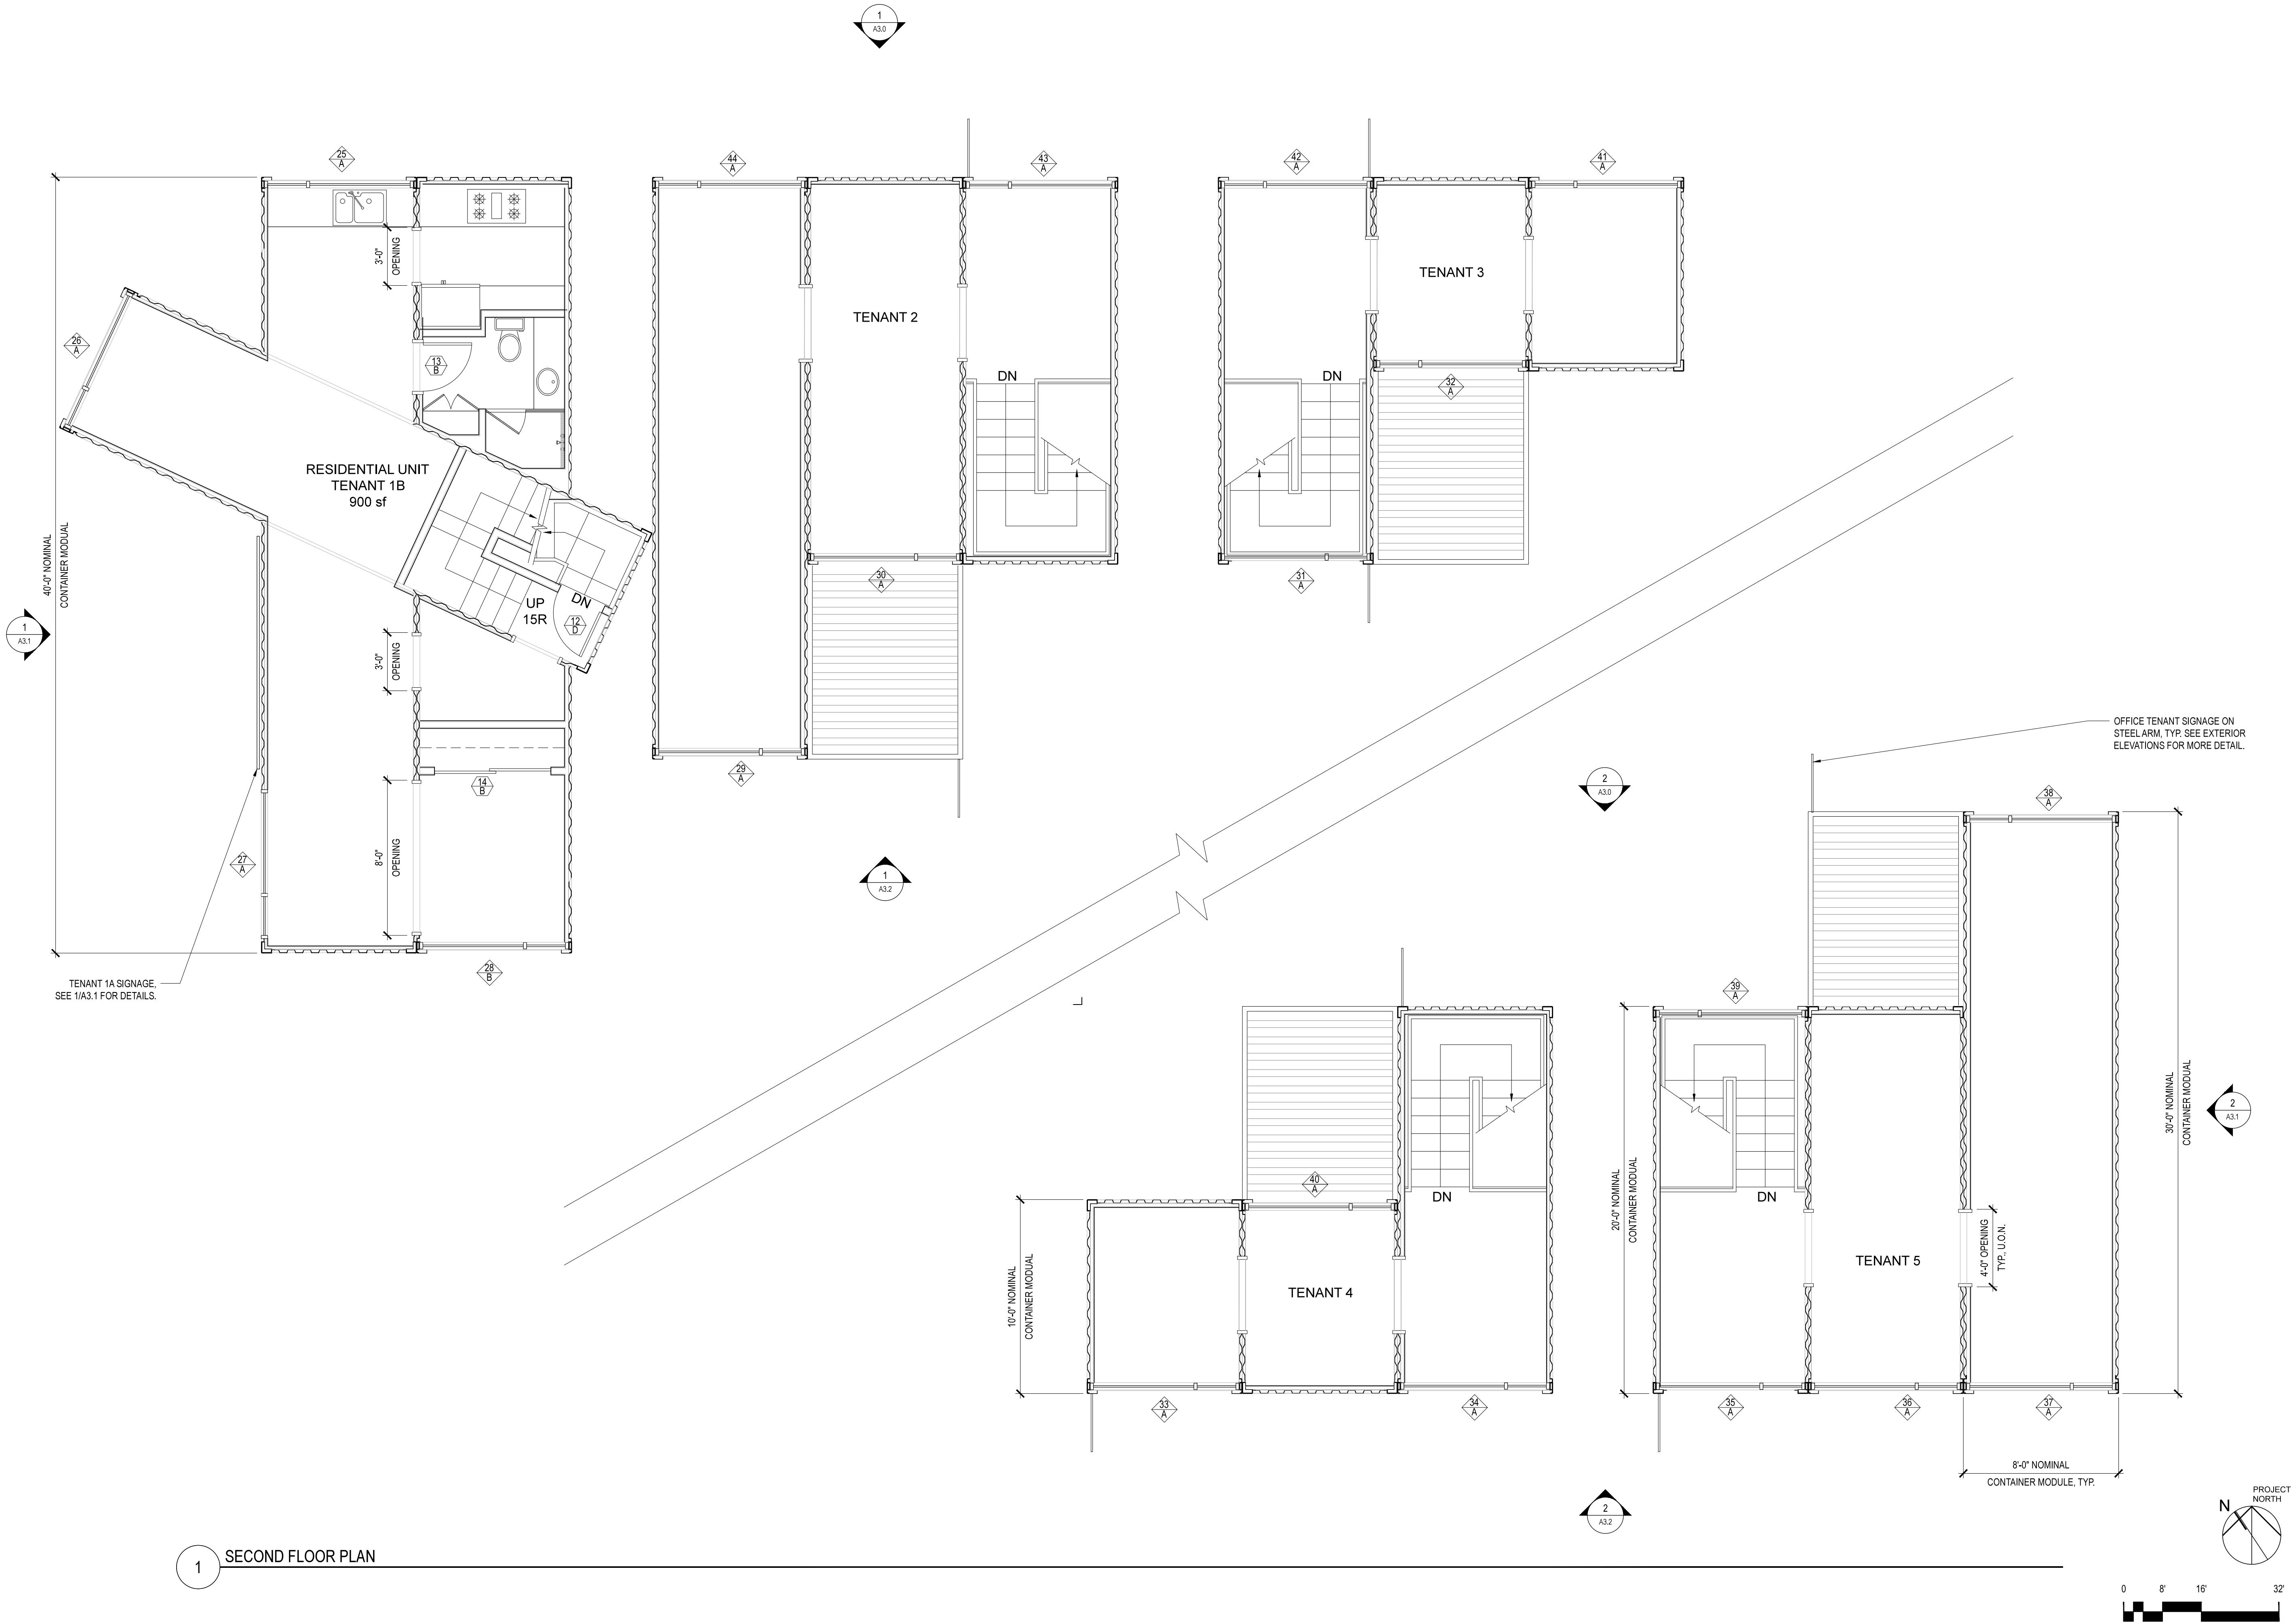 1
A3.0
25
A
44
A
43
A
42
A
41
A
3'-0"
OPENING
26
A
13
B
TENANT 2
TENANT 3
DN
DN
32
A
RESIDENTIAL UNIT
TENANT 1B
900 sf
40'-0" NOMINAL
CONTAINER MODUAL
1
A3.1
UP
15R
DN
12
D
30
A
31
A
3'-0"
OPENING
14
B
29
A
27
A
8'-0"
OPENING
28
B
TENANT 1A SIGNAGE,
SEE 1/A3.1 FOR DETAILS.
1
A3.2
2
A3.0
OFFICE TENANT SIGNAGE ON
STEEL ARM, TYP. SEE EXTERIOR
ELEVATIONS FOR MORE DETAIL.
38
A
39
A
40
A
DN
DN
20'-0" NOMINAL
CONTAINER MODUAL
30'-0" NOMINAL
CONTAINER MODUAL
2
A3.1
10'-0" NOMINAL
CONTAINER MODUAL
TENANT 4
TENANT 5
4'-0" OPENING
TYP., U.O.N.
33
A
34
A
35
A
36
A
37
A
8'-0" NOMINAL
CONTAINER MODULE, TYP.
2
A3.2
PROJECT
NORTH
N
1
SECOND FLOOR PLAN
0 8' 16' 32'